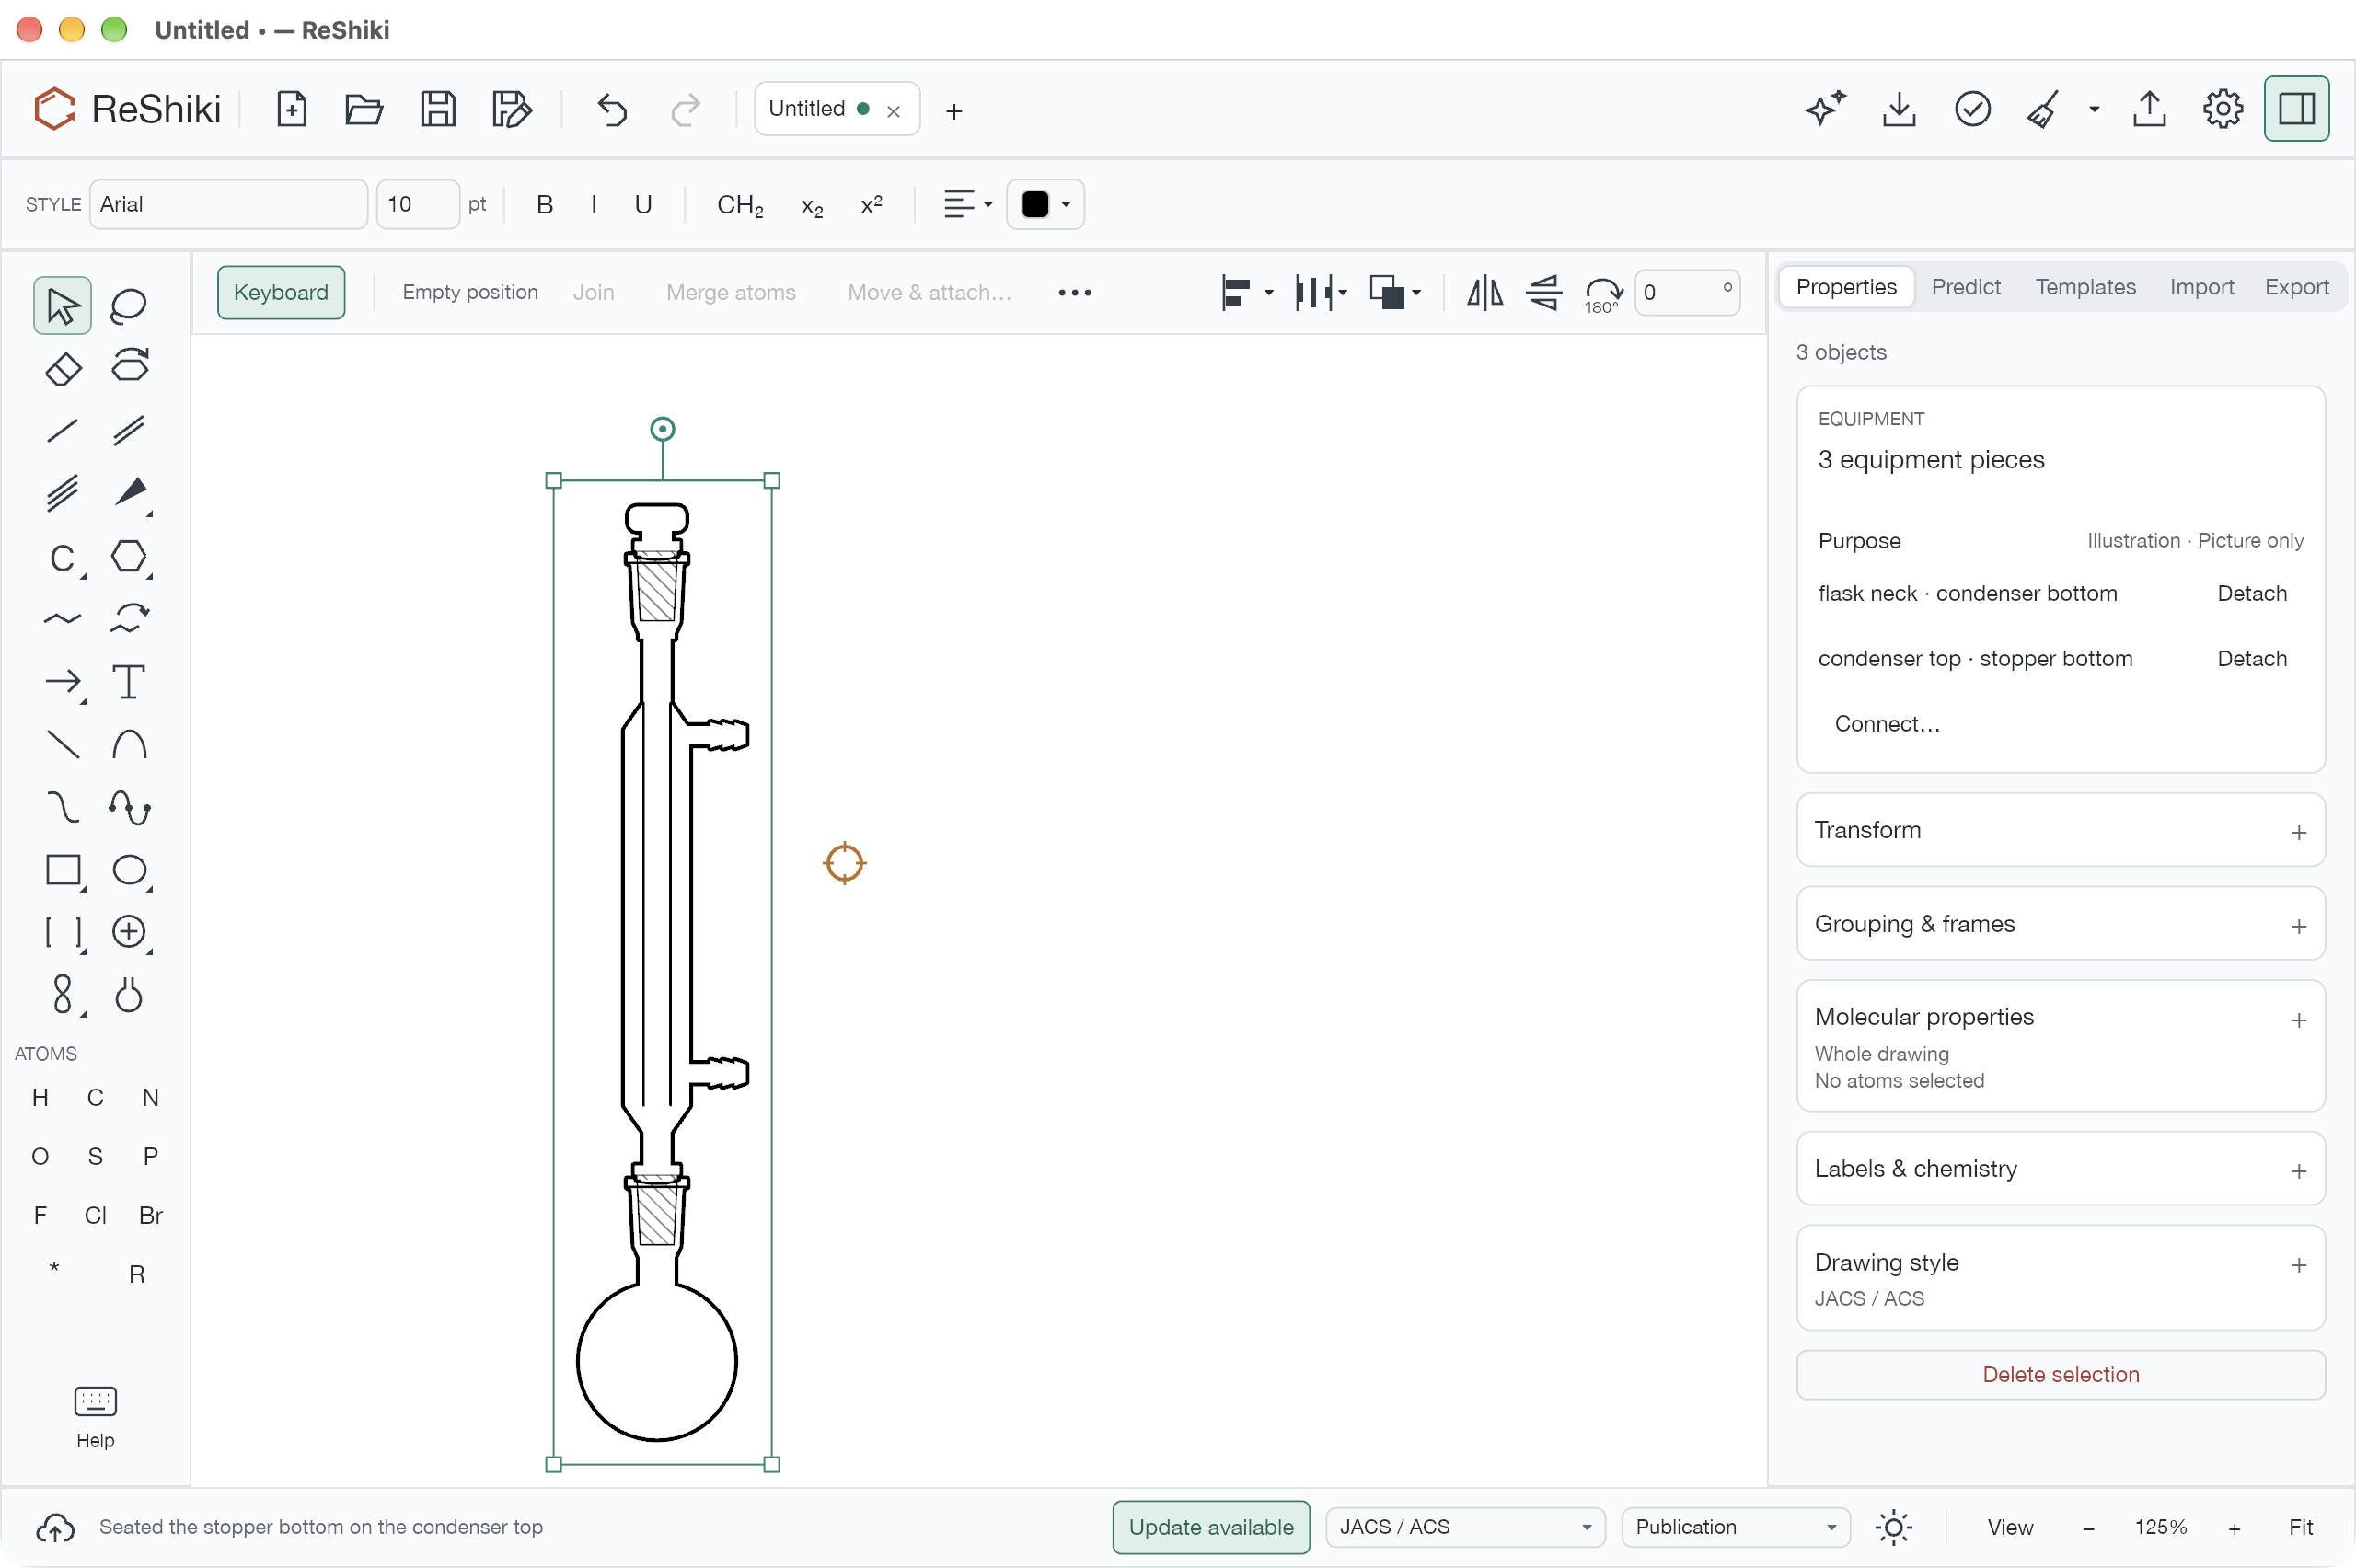 Untitled • — ReShiki
ReShiki
Untitled
STYLE Arial 10 pt B I U CH₂ x₂ x²
Keyboard Empty position Join Merge atoms Move & attach... 180° 0 °
Properties Predict Templates Import Export
3 objects
EQUIPMENT
3 equipment pieces
Purpose Illustration · Picture only
flask neck · condenser bottom Detach
condenser top · stopper bottom Detach
Connect...
Transform +
Grouping & frames +
Molecular properties +
Whole drawing
No atoms selected
Labels & chemistry +
Drawing style +
JACS / ACS
Delete selection
C
T
[ ]
ATOMS
H C N
O S P
F Cl Br
* R
Help
Seated the stopper bottom on the condenser top
Update available JACS / ACS Publication View – 125% + Fit